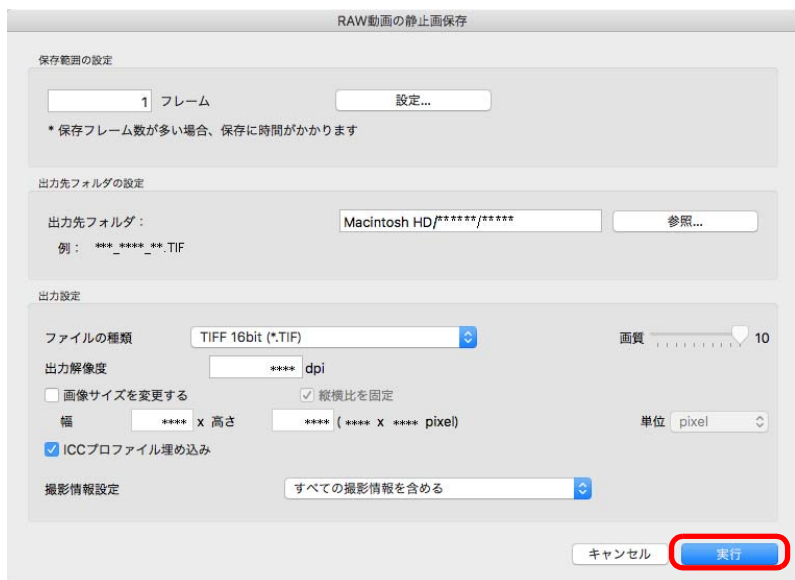 RAW動画の静止画保存
保存範囲の設定
1 フレーム 設定...
* 保存フレーム数が多い場合、保存に時間がかかります
出力先フォルダの設定
出力先フォルダ： Macintosh HD/******/***** 参照...
例： ***_****_**.TIF
出力設定
ファイルの種類 TIFF 16bit (*.TIF) 画質 10
出力解像度 **** dpi
画像サイズを変更する 縦横比を固定
幅 **** x 高さ **** ( **** x **** pixel) 単位 pixel
ICCプロファイル埋め込み
撮影情報設定 すべての撮影情報を含める
キャンセル 実行